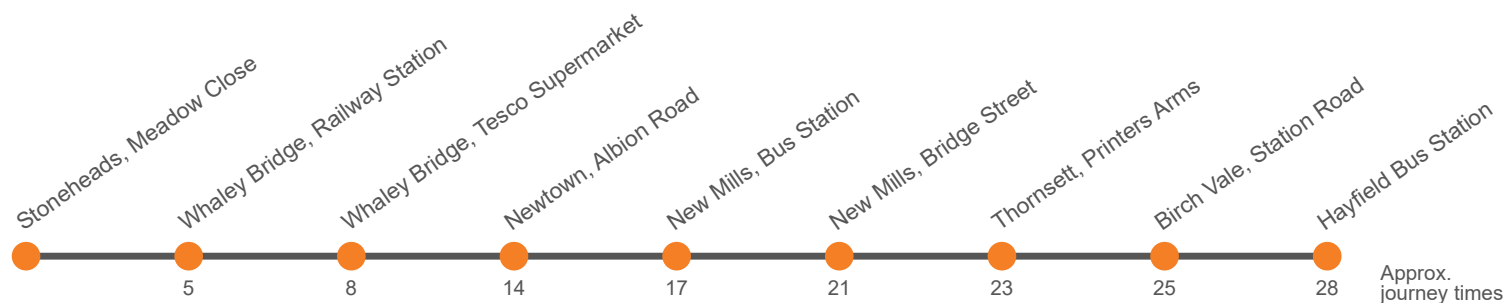 Stoneheads, Meadow Close
Whaley Bridge, Railway Station
Whaley Bridge, Tesco Supermarket
Newtown, Albion Road
New Mills, Bus Station
New Mills, Bridge Street
Thornsett, Printers Arms
Birch Vale, Station Road
Hayfield Bus Station
5 8 14 17 21 23 25 28
Approx.
journey times